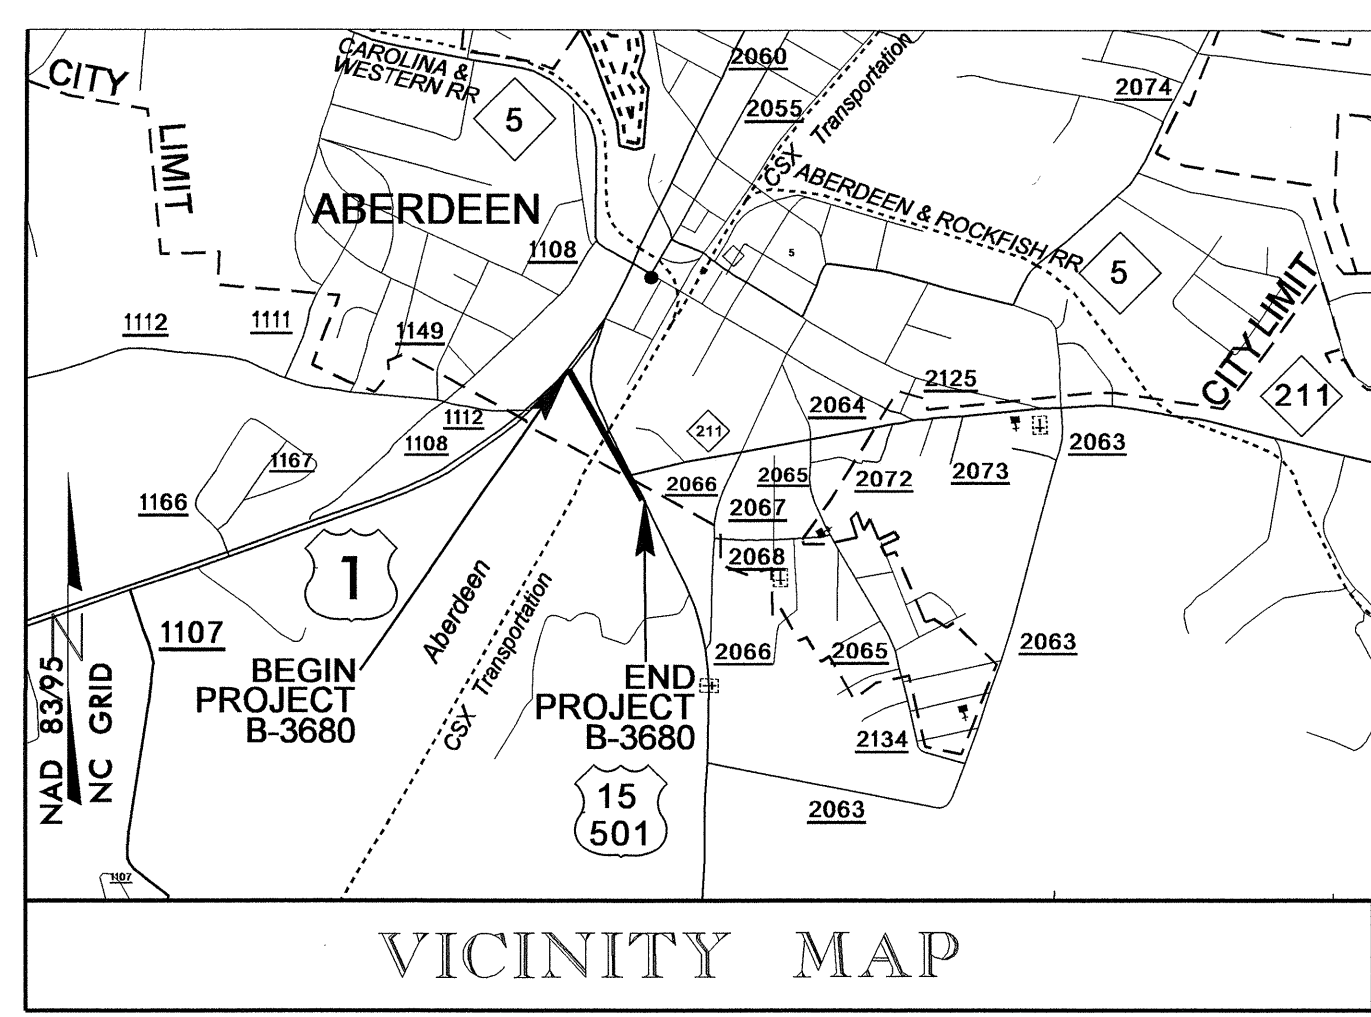 CITY
LIMIT
CAROLINA &
WESTERN RR
5
2060
2055
CSX Transportation
2074
ABERDEEN
ABERDEEN & ROCKFISH RR
1108
5
5
CITY LIMIT
1112
1111
1149
2125
211
1112
2064
211
1108
2063
1167
2066
2065
2072
2073
1166
2067
1
2068
1107
Aberdeen
CSX Transportation
2066
2065
2063
BEGIN
PROJECT
B-3680
END
PROJECT
B-3680
2134
NAD 83/95
NC GRID
15
501
2063
1107
VICINITY MAP